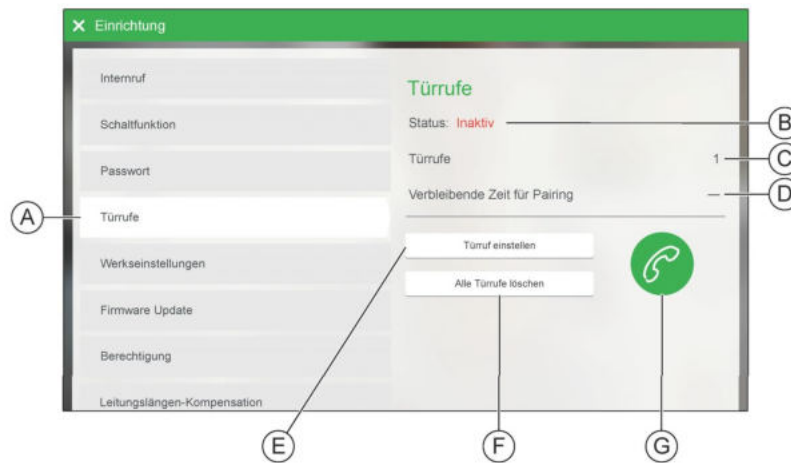 × Einrichtung
Internruf
Schaltfunktion
Passwort
Türrufe
Werkseinstellungen
Firmware Update
Berechtigung
Leitungslängen-Kompensation
Türrufe
Status: Inaktiv
Türrufe 1
Verbleibende Zeit für Pairing —
Türruf einstellen
Alle Türrufe löschen
A
B
C
D
E
F
G